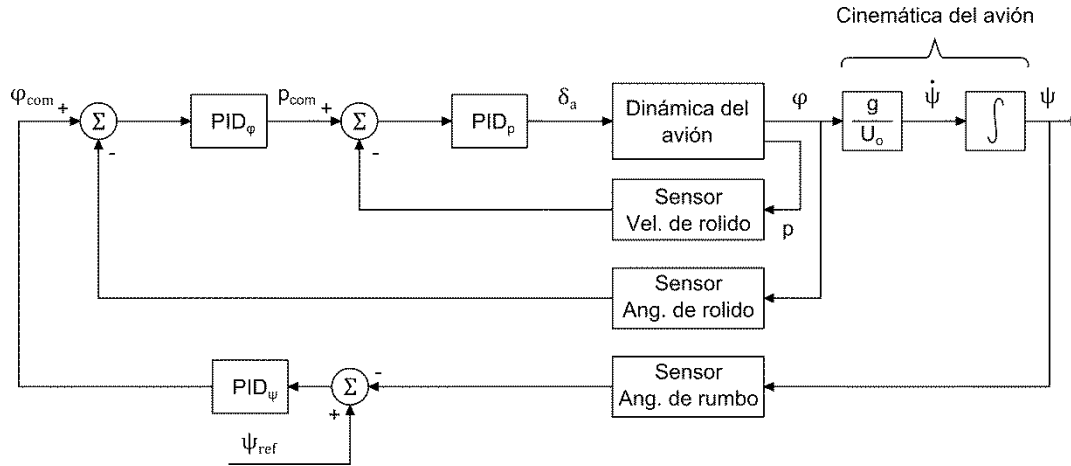 Cinemática del avión
φcom
+
Σ
-
PIDφ
pcom
+
Σ
-
PIDp
δa
Dinámica del
avión
φ
g
Uo
ψ̇
∫
ψ
Sensor
Vel. de rolido
p
Sensor
Ang. de rolido
Sensor
Ang. de rumbo
PIDψ
Σ
-
+
ψref